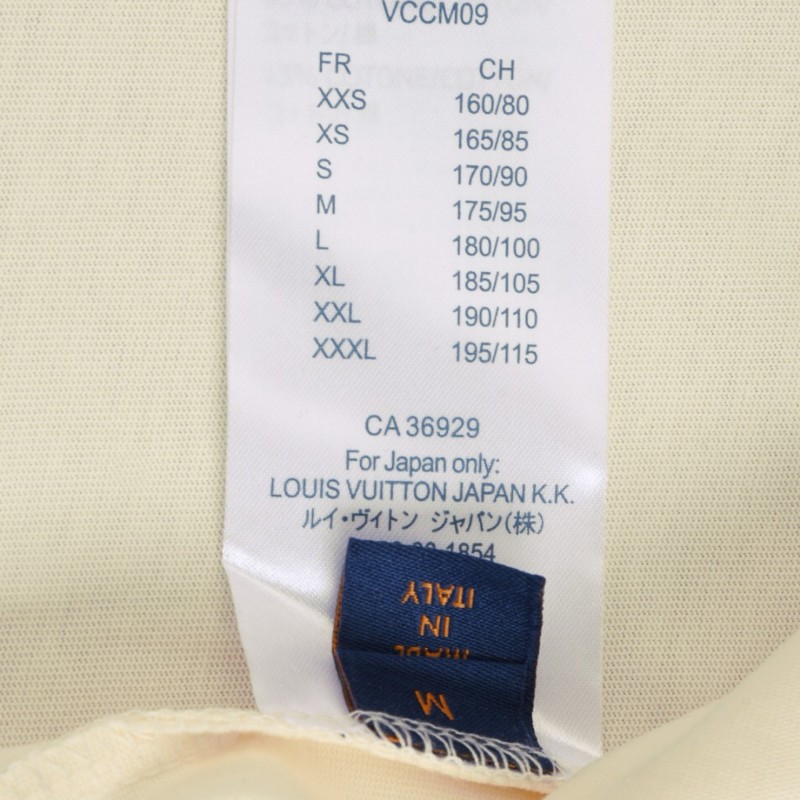 VCCM09
FR CH
XXS 160/80
XS 165/85
S 170/90
M 175/95
L 180/100
XL 185/105
XXL 190/110
XXXL 195/115
CA 36929
For Japan only:
LOUIS VUITTON JAPAN K.K.
ルイ・ヴィトン ジャパン(株)
1854
MADE
IN
ITALY
M